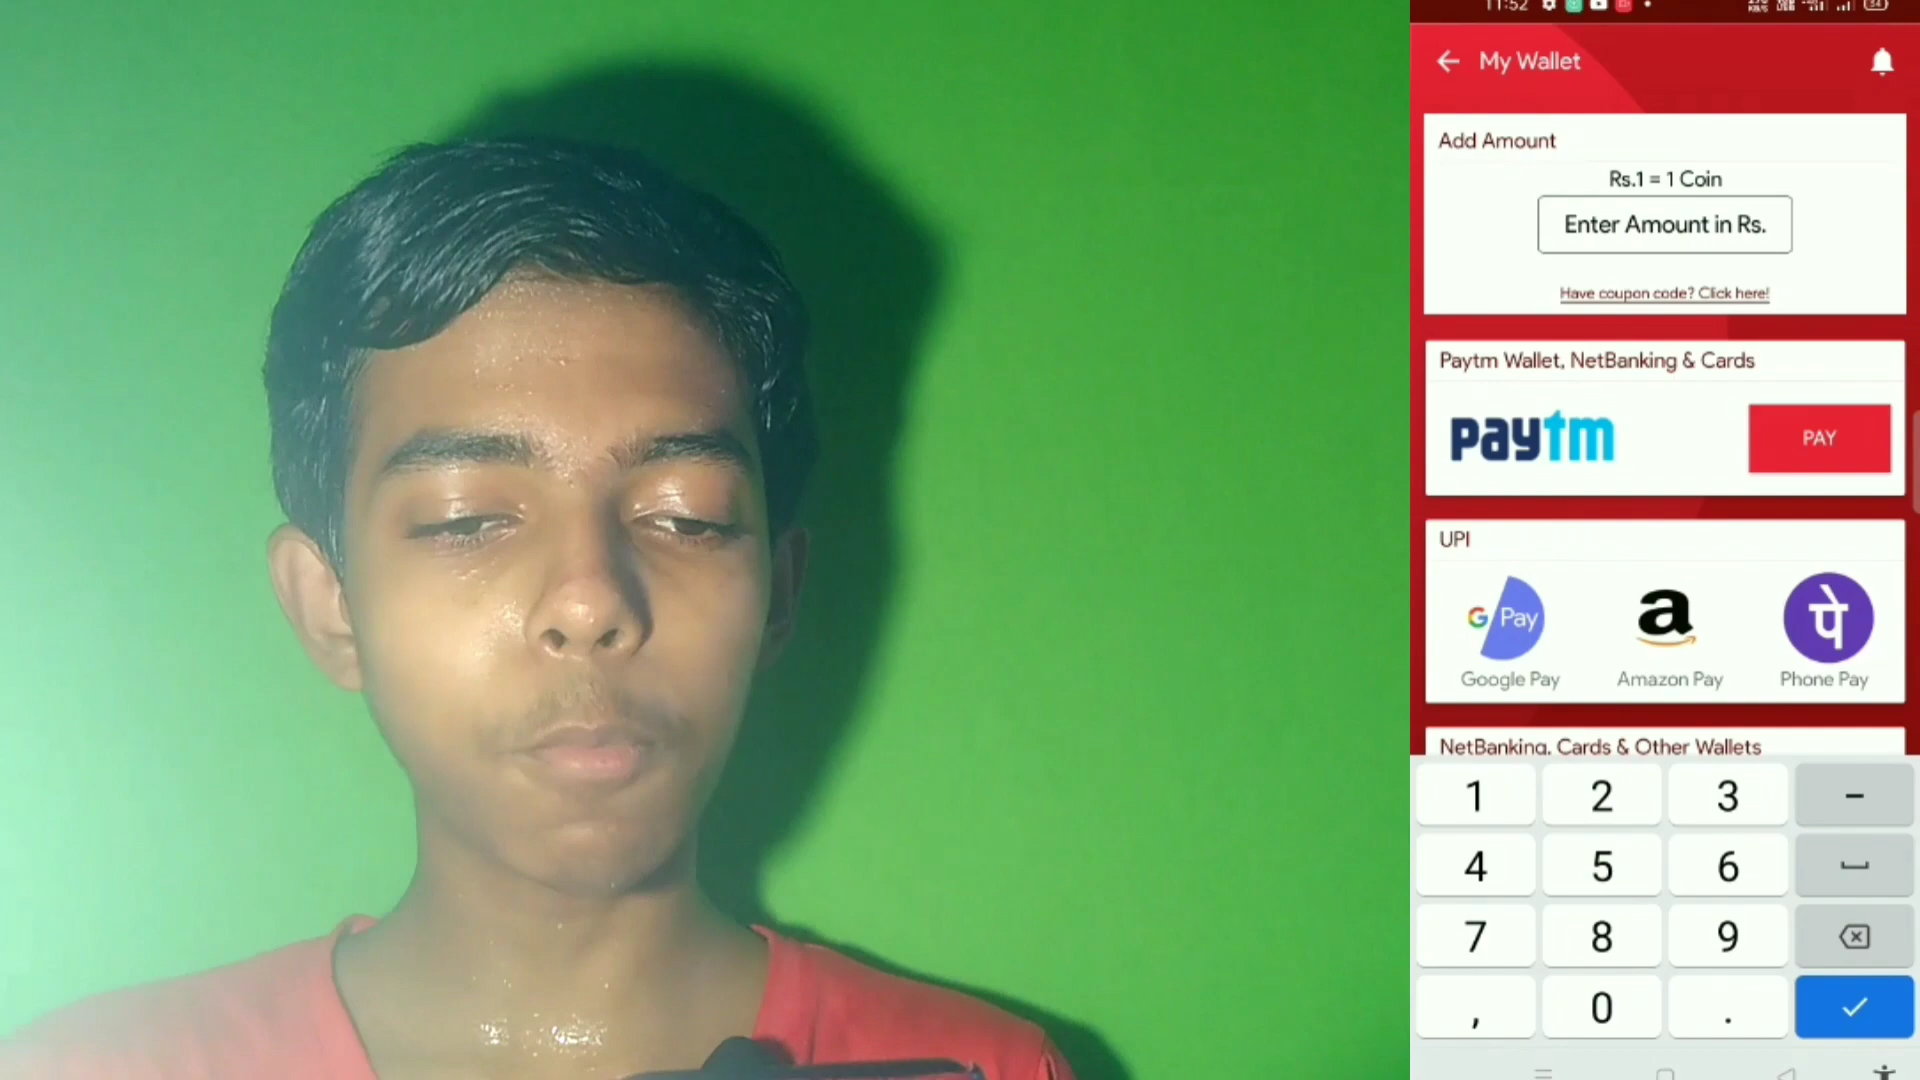 11:52
My Wallet
Add Amount
Rs.1 = 1 Coin
Enter Amount in Rs.
Have coupon code? Click here!
Paytm Wallet, NetBanking & Cards
paytm
PAY
UPI
G Pay
a
पे
Google Pay
Amazon Pay
Phone Pay
NetBanking, Cards & Other Wallets
1 2 3 -
4 5 6
7 8 9
, 0 .